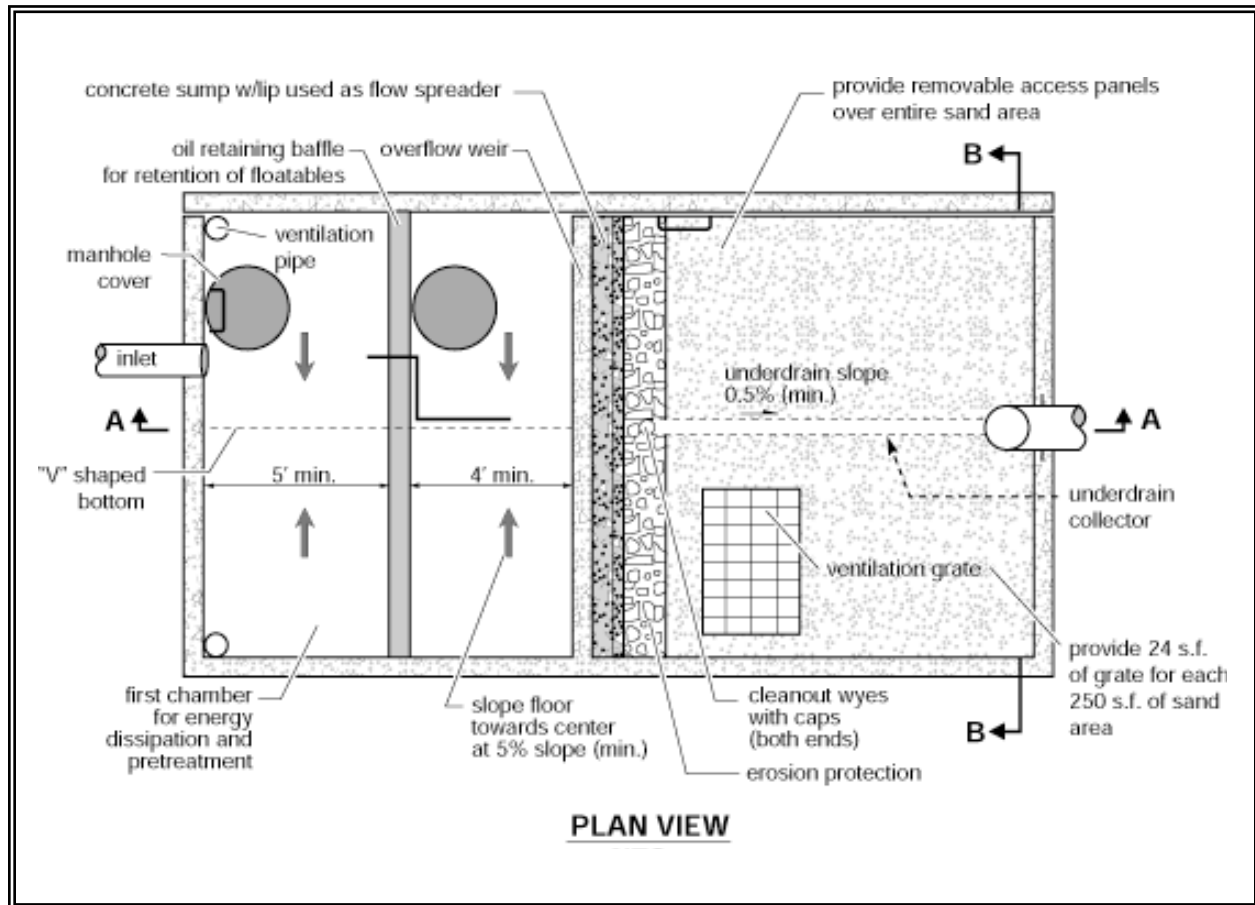 concrete sump w/lip used as flow spreader
provide removable access panels
over entire sand area
oil retaining baffle
for retention of floatables
overflow weir
B
ventilation
pipe
manhole
cover
inlet
underdrain slope
0.5% (min.)
A
A
"V" shaped
bottom
5' min.
4' min.
underdrain
collector
ventilation grate
provide 24 s.f.
of grate for each
250 s.f. of sand
area
first chamber
for energy
dissipation and
pretreatment
slope floor
towards center
at 5% slope (min.)
cleanout wyes
with caps
(both ends)
B
erosion protection
PLAN VIEW